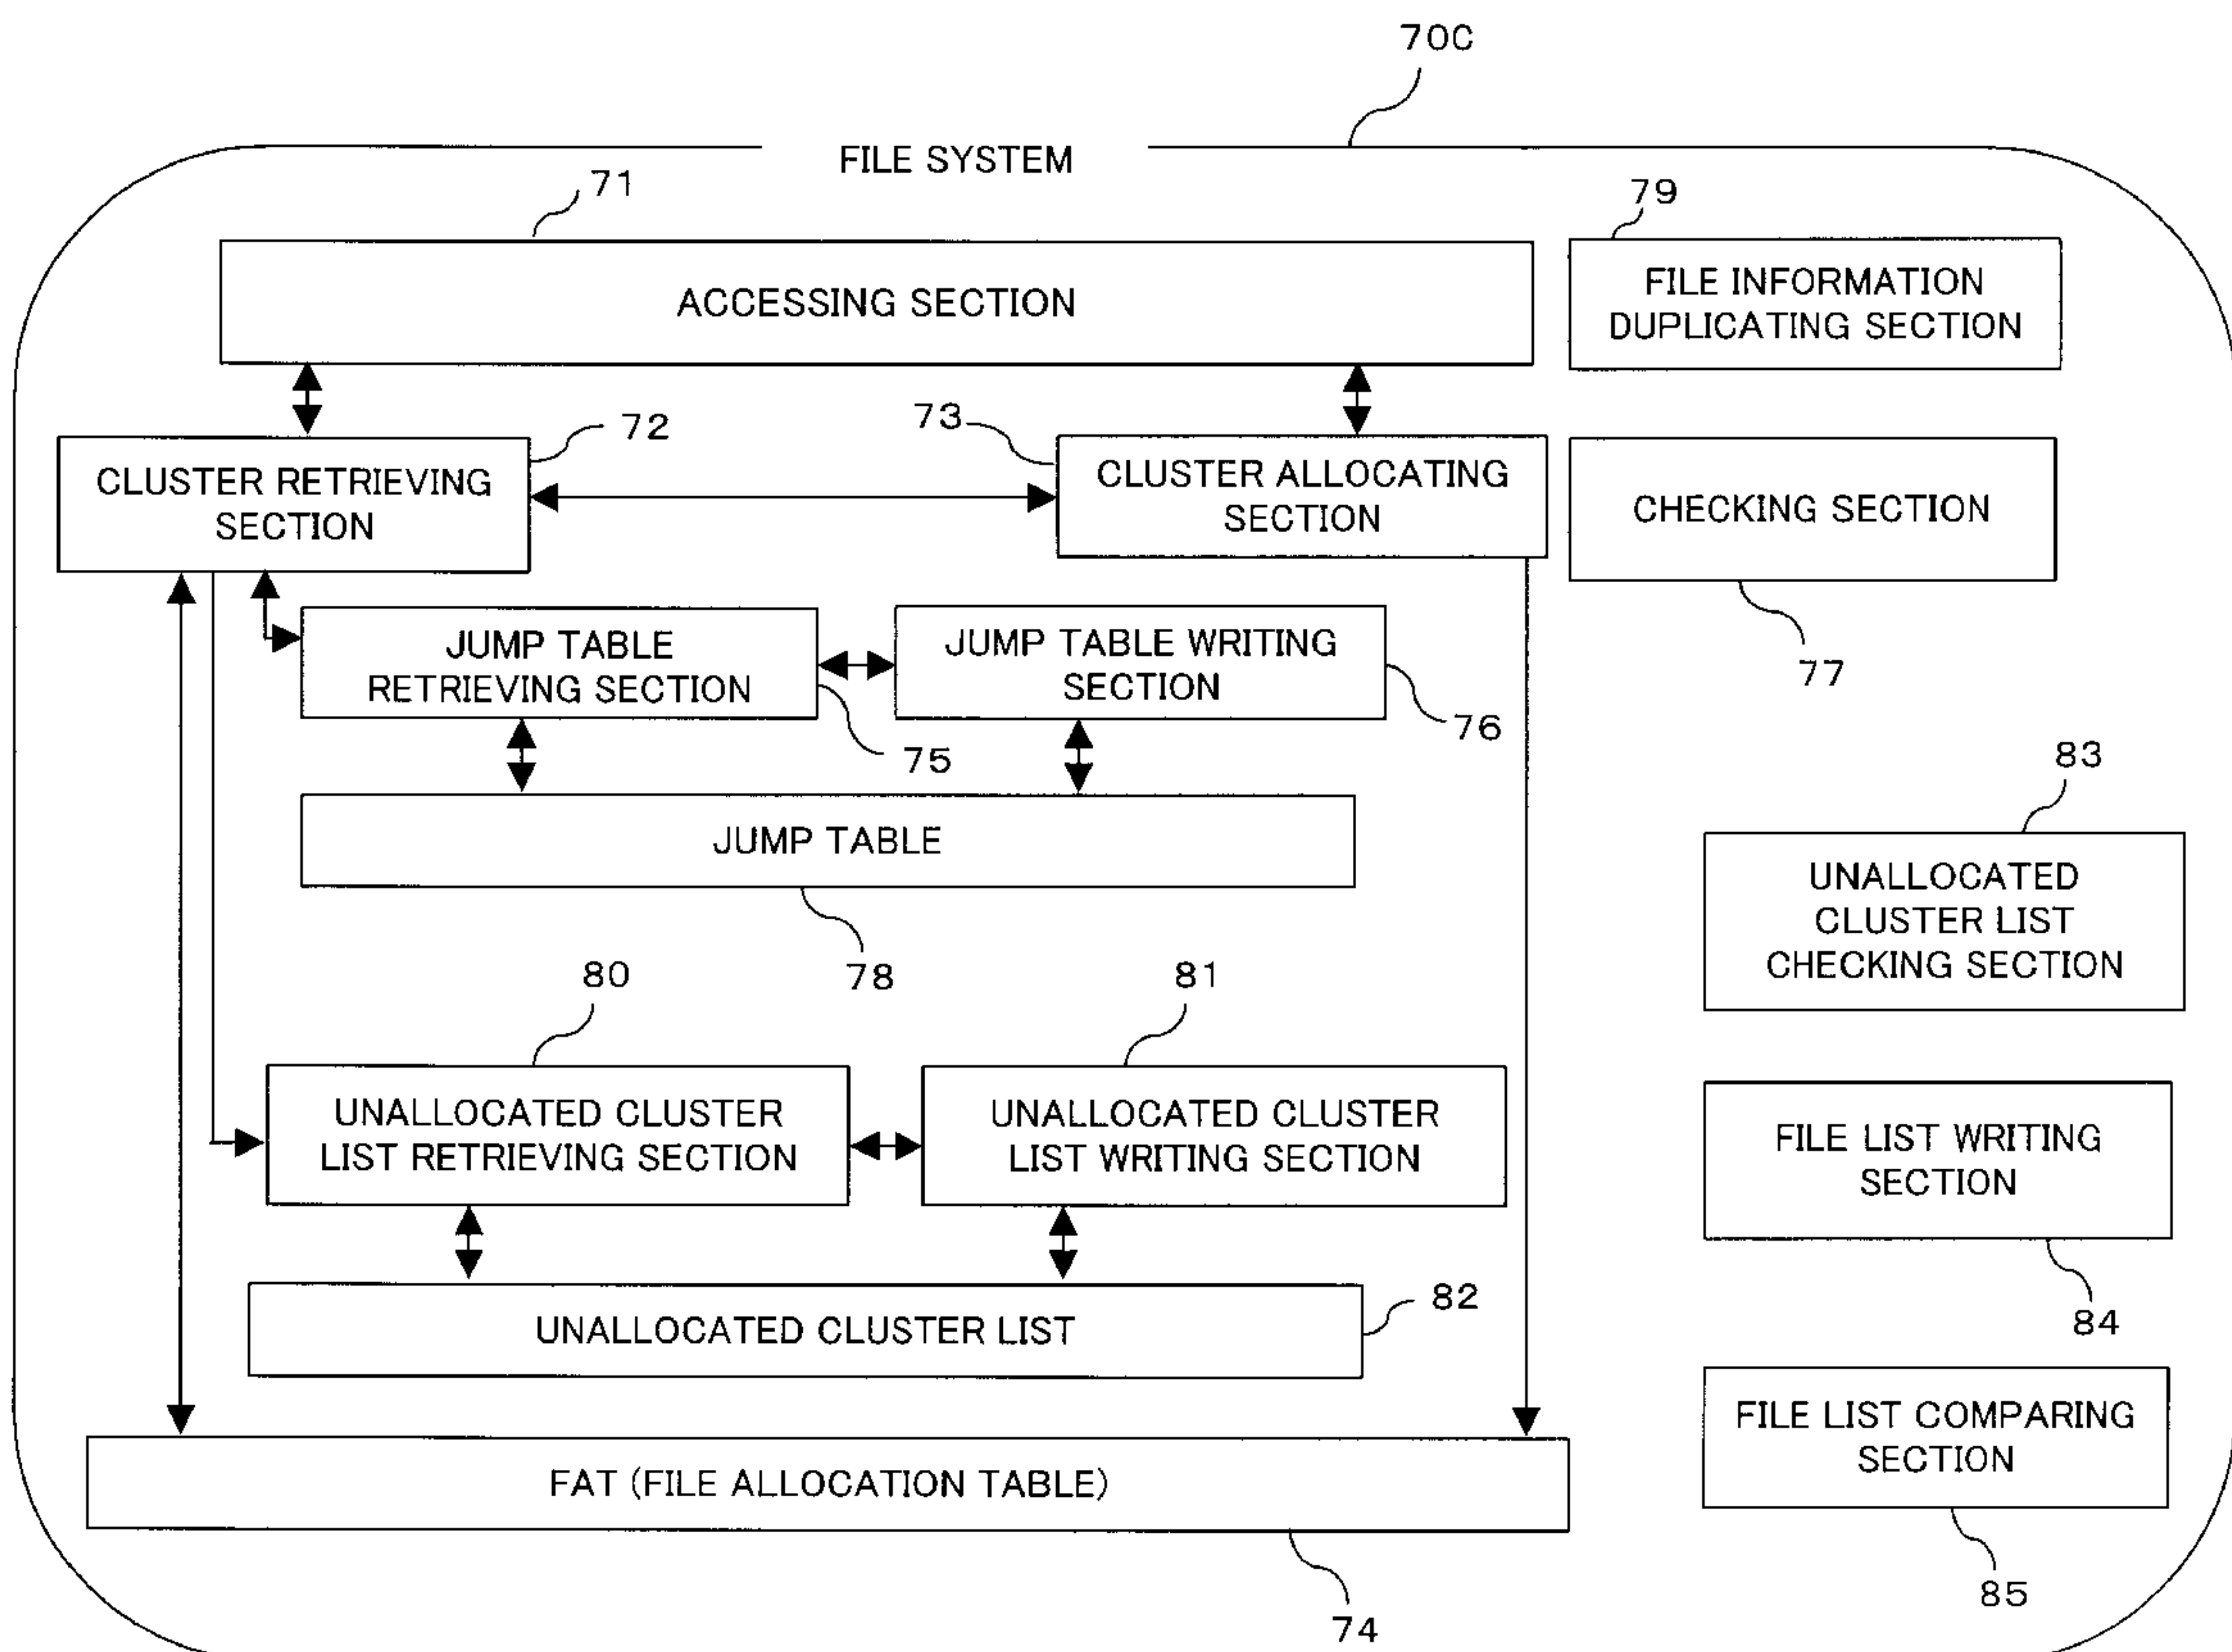 70C
FILE SYSTEM
71
79
ACCESSING SECTION
FILE INFORMATION
DUPLICATING SECTION
72
73
CLUSTER RETRIEVING
SECTION
CLUSTER ALLOCATING
SECTION
CHECKING SECTION
77
JUMP TABLE
RETRIEVING SECTION
JUMP TABLE WRITING
SECTION
75
76
JUMP TABLE
78
83
UNALLOCATED
CLUSTER LIST
CHECKING SECTION
80
81
UNALLOCATED CLUSTER
LIST RETRIEVING SECTION
UNALLOCATED CLUSTER
LIST WRITING SECTION
FILE LIST WRITING
SECTION
84
UNALLOCATED CLUSTER LIST
82
FILE LIST COMPARING
SECTION
85
FAT (FILE ALLOCATION TABLE)
74